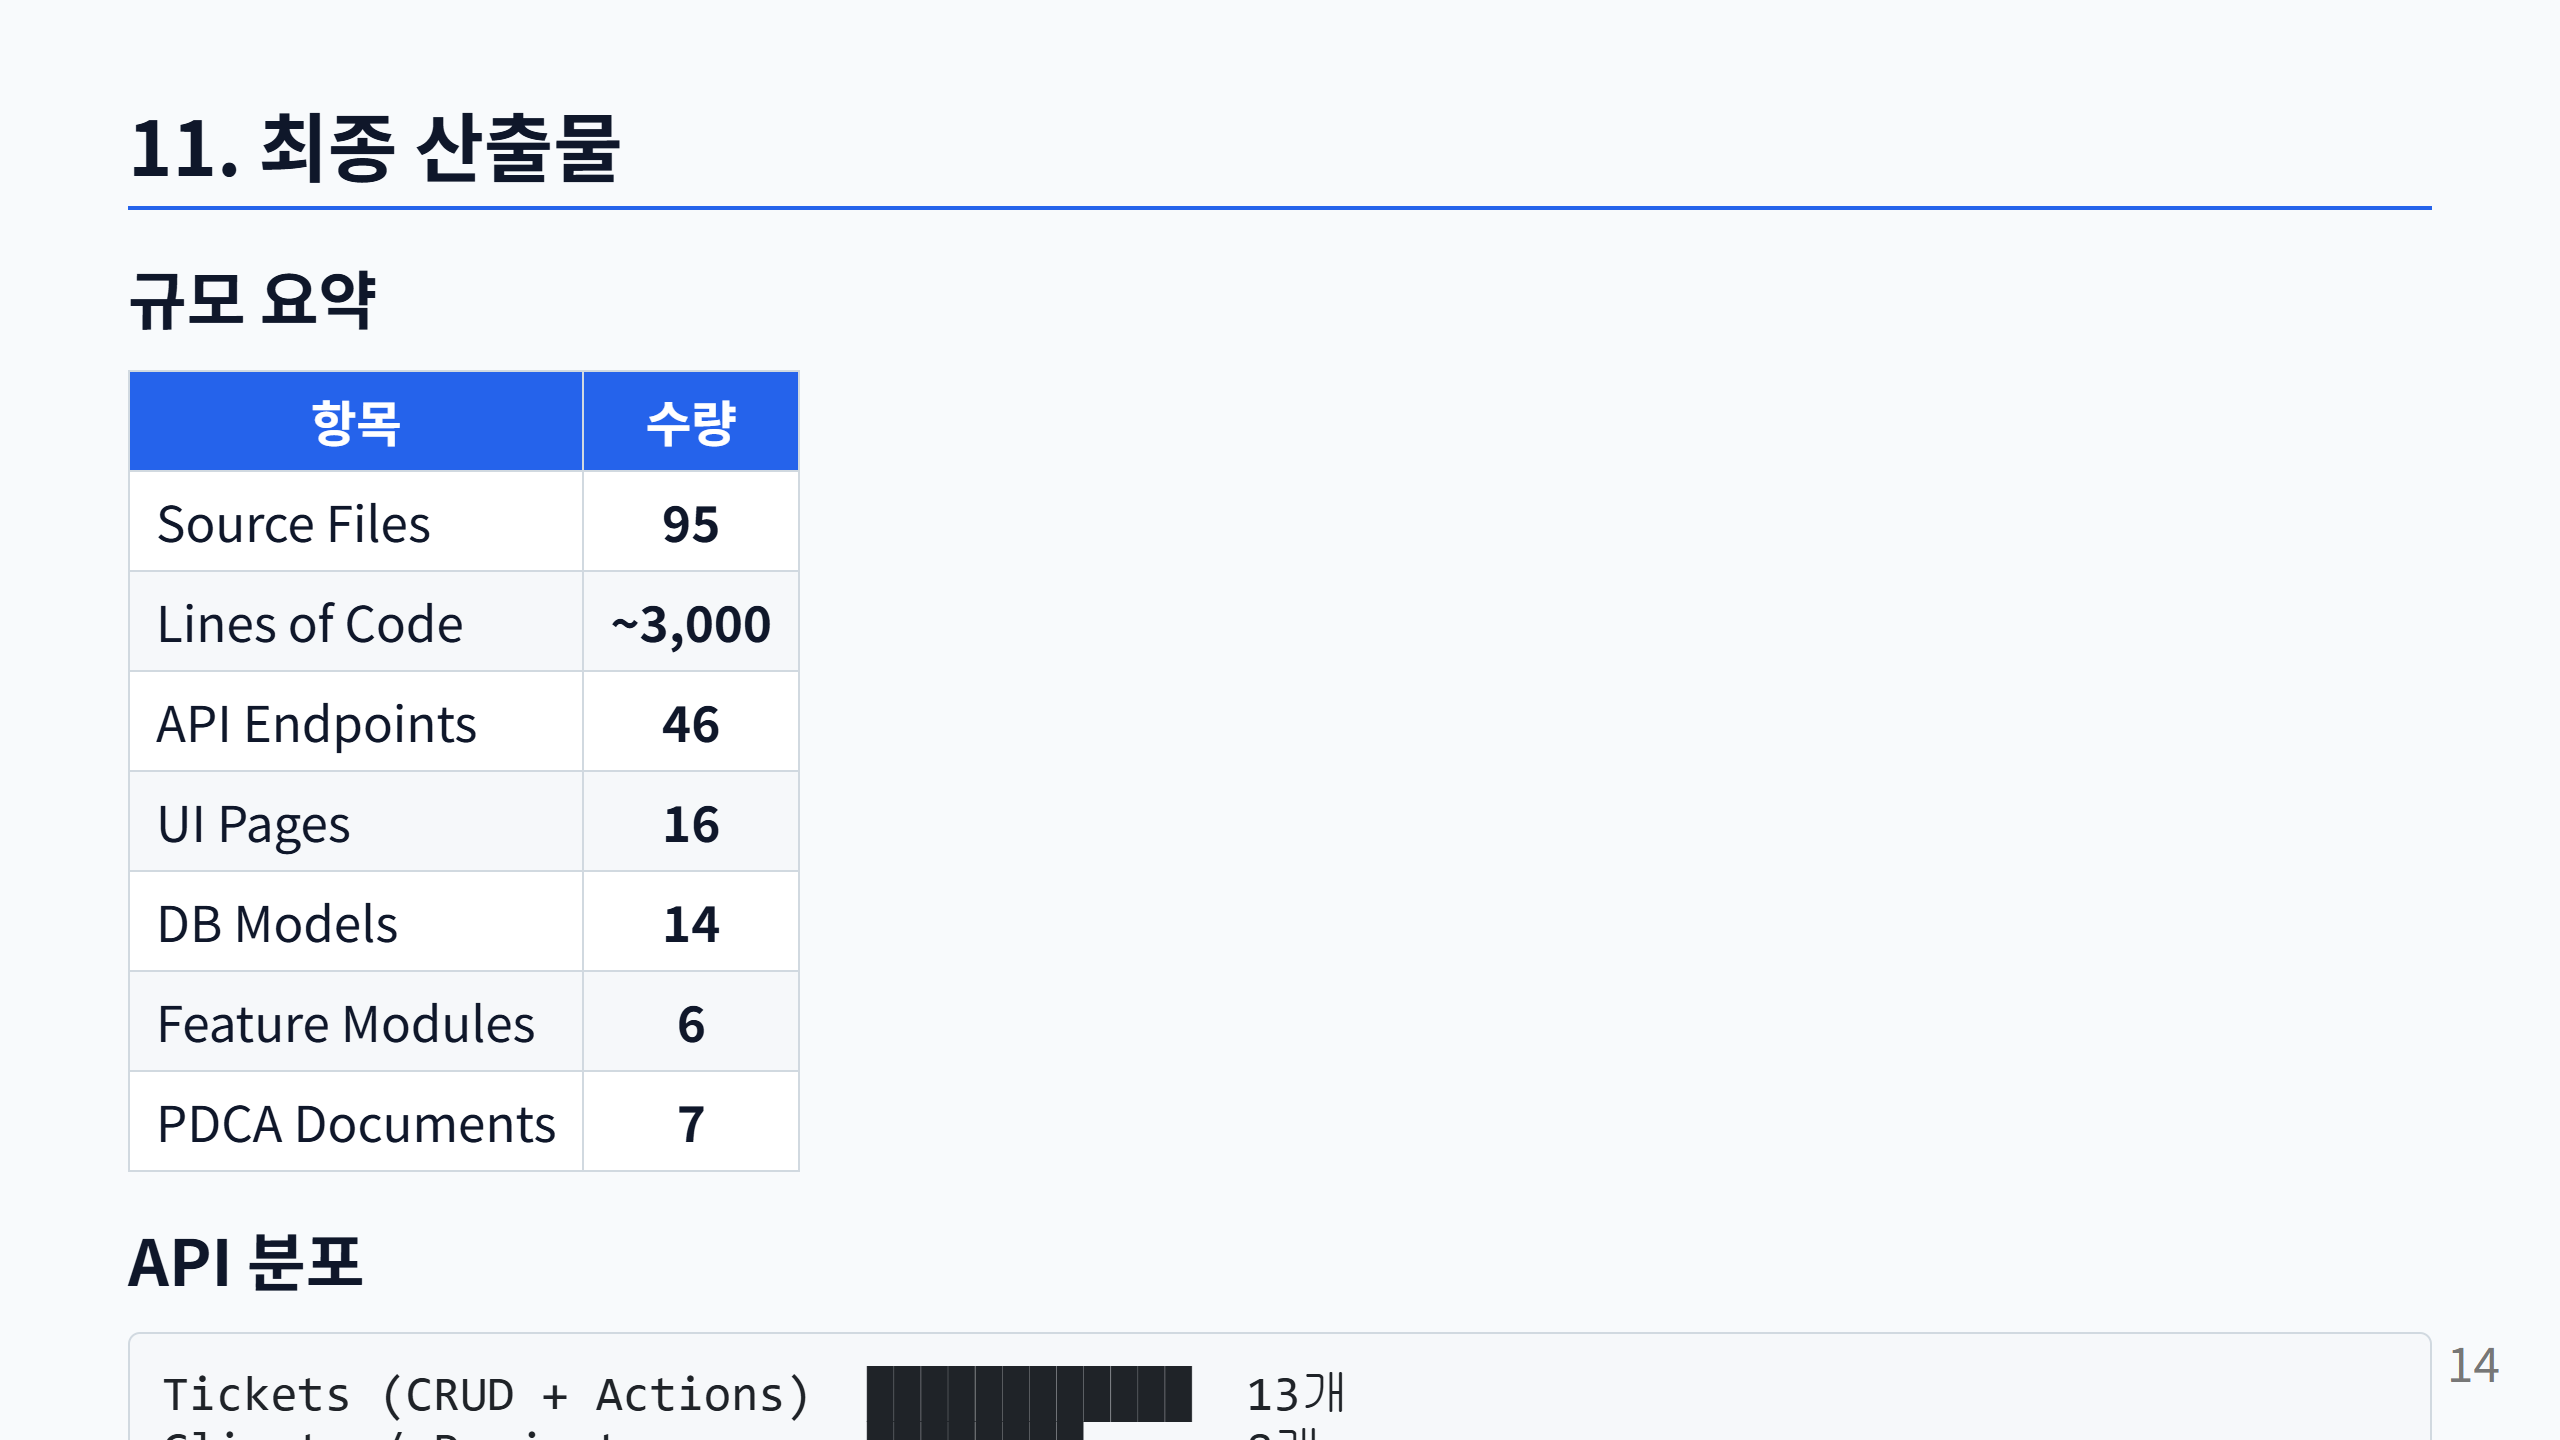 11. 최종 산출물
규모 요약
항목 수량
Source Files 95
Lines of Code ~3,000
API Endpoints 46
UI Pages 16
DB Models 14
Feature Modules 6
PDCA Documents 7
API 분포
Tickets (CRUD + Actions) ████████████ 13개
14